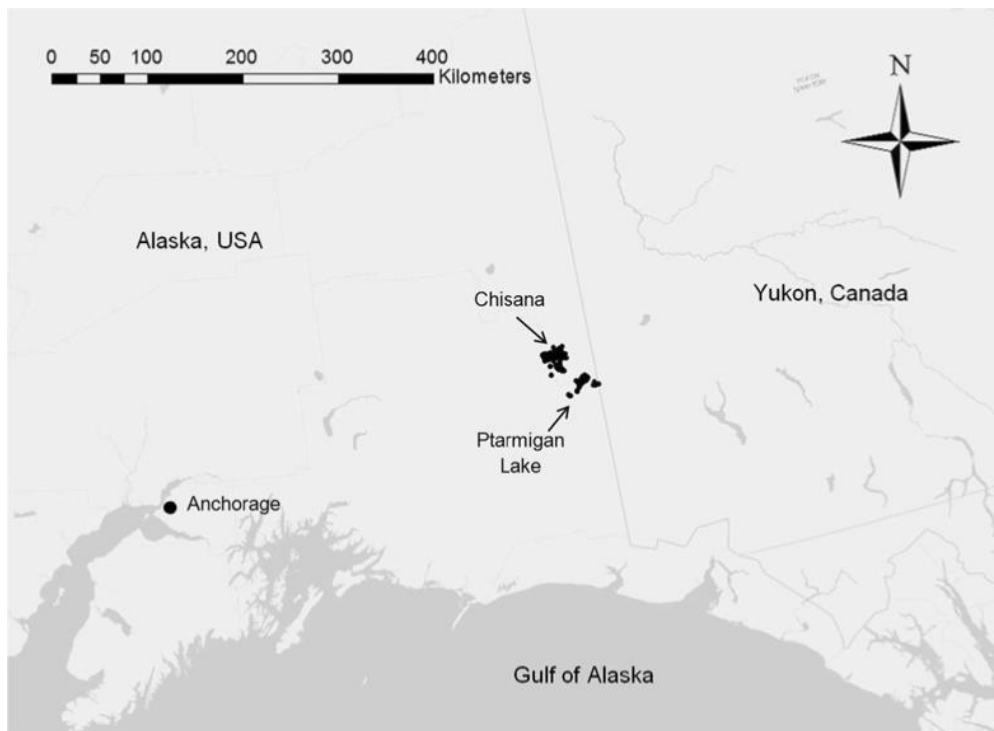 0 50 100 200 300 400
Kilometers
N
Alaska, USA
Yukon, Canada
Chisana
Ptarmigan
Lake
Anchorage
Gulf of Alaska